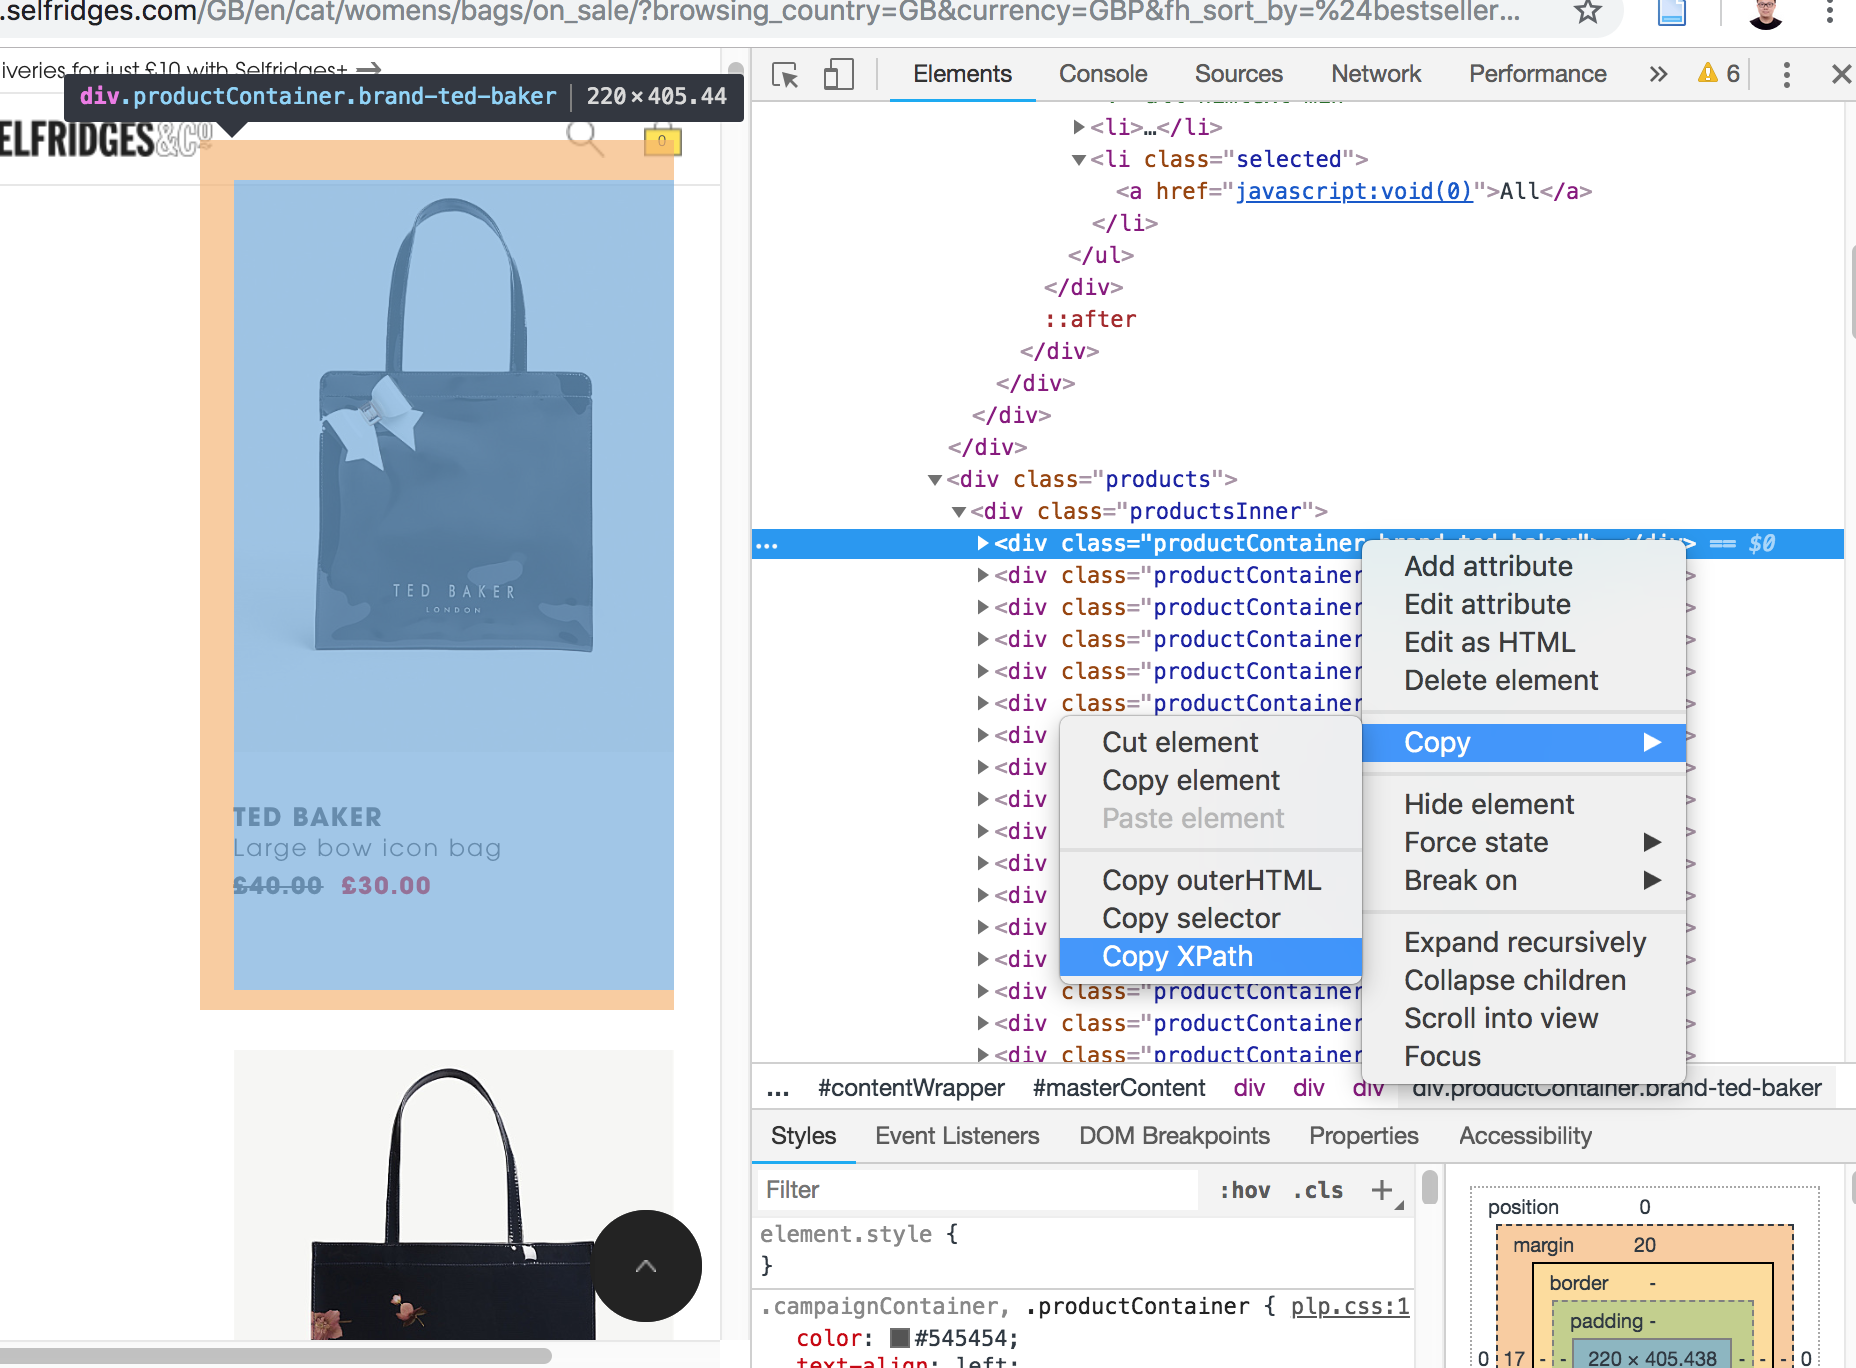 .selfridges.com/GB/en/cat/womens/bags/on_sale/?browsing_country=GB&currency=GBP&fh_sort_by=%24bestseller...
iveries for just £10 with Selfridges+ →
div.productContainer.brand-ted-baker | 220×405.44
ELFRIDGES&Cº
0
TED BAKER
LONDON
TED BAKER
Large bow icon bag
£40.00 £30.00
Elements Console Sources Network Performance » 6
<li>…</li>
<li class="selected">
<a href="javascript:void(0)">All</a>
</li>
</ul>
</div>
::after
</div>
</div>
</div>
</div>
<div class="products">
<div class="productsInner">
... <div class="productContainer brand-ted-baker">…</div> == $0
<div class="productContainer >
<div class="productContainer >
<div class="productContainer >
<div class="productContainer >
<div class="productContainer >
<div >
<div >
<div >
<div >
<div >
<div >
<div >
<div >
<div class="productContainer >
<div class="productContainer >
<div class="productContainer >
Add attribute
Edit attribute
Edit as HTML
Delete element
Copy
Hide element
Force state
Break on
Expand recursively
Collapse children
Scroll into view
Focus
Cut element
Copy element
Paste element
Copy outerHTML
Copy selector
Copy XPath
... #contentWrapper #masterContent div div div div.productContainer.brand-ted-baker
Styles Event Listeners DOM Breakpoints Properties Accessibility
Filter :hov .cls +
element.style {
}
.campaignContainer, .productContainer { plp.css:1
color: #545454;
text-align: left;
position 0
margin 20
border -
padding -
0 17 - - 220 × 405.438 - - - 0